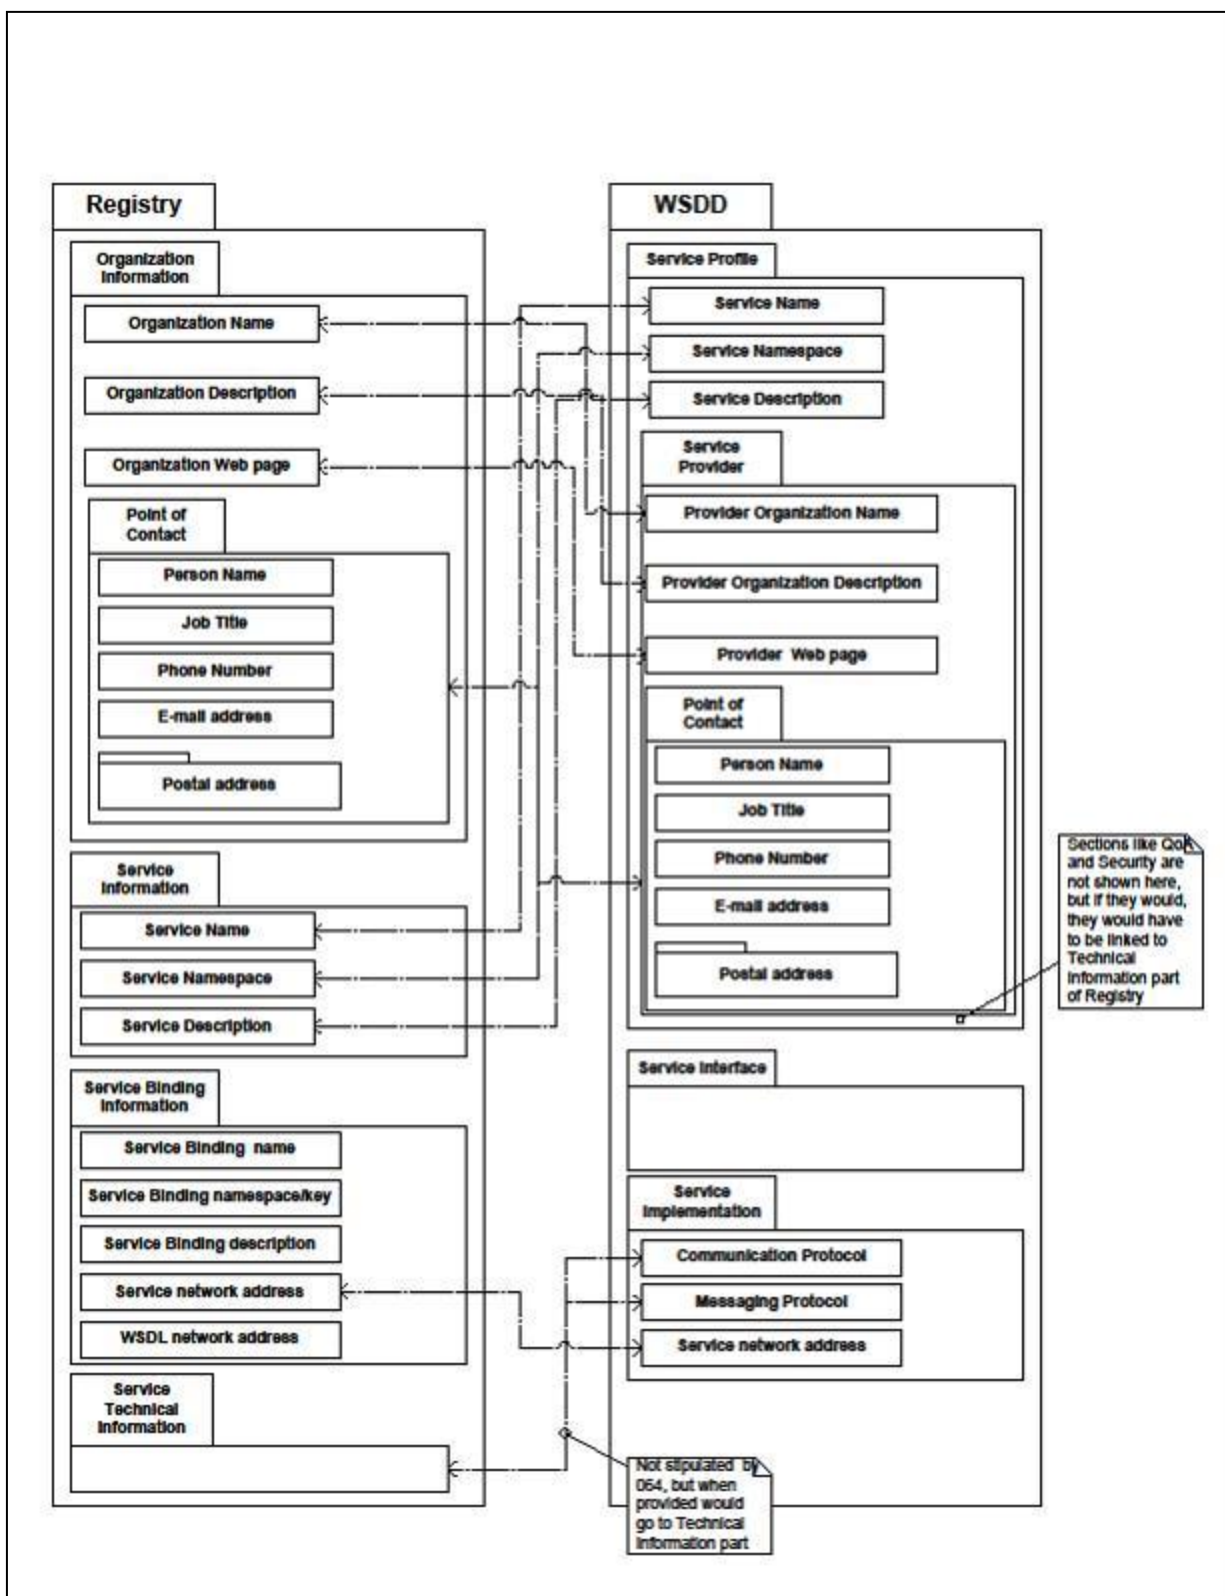 Registry
Organization
Information
Organization Name
Organization Description
Organization Web page
Point of
Contact
Person Name
Job Title
Phone Number
E-mail address
Postal address
Service
Information
Service Name
Service Namespace
Service Description
Service Binding
Information
Service Binding name
Service Binding namespace/key
Service Binding description
Service network address
WSDL network address
Service
Technical
Information
WSDD
Service Profile
Service Name
Service Namespace
Service Description
Service
Provider
Provider Organization Name
Provider Organization Description
Provider Web page
Point of
Contact
Person Name
Job Title
Phone Number
E-mail address
Postal address
Service Interface
Service
Implementation
Communication Protocol
Messaging Protocol
Service network address
Sections like QoA
and Security are
not shown here,
but if they would,
they would have
to be linked to
Technical
Information part
of Registry
Not stipulated by
064, but when
provided would
go to Technical
Information part